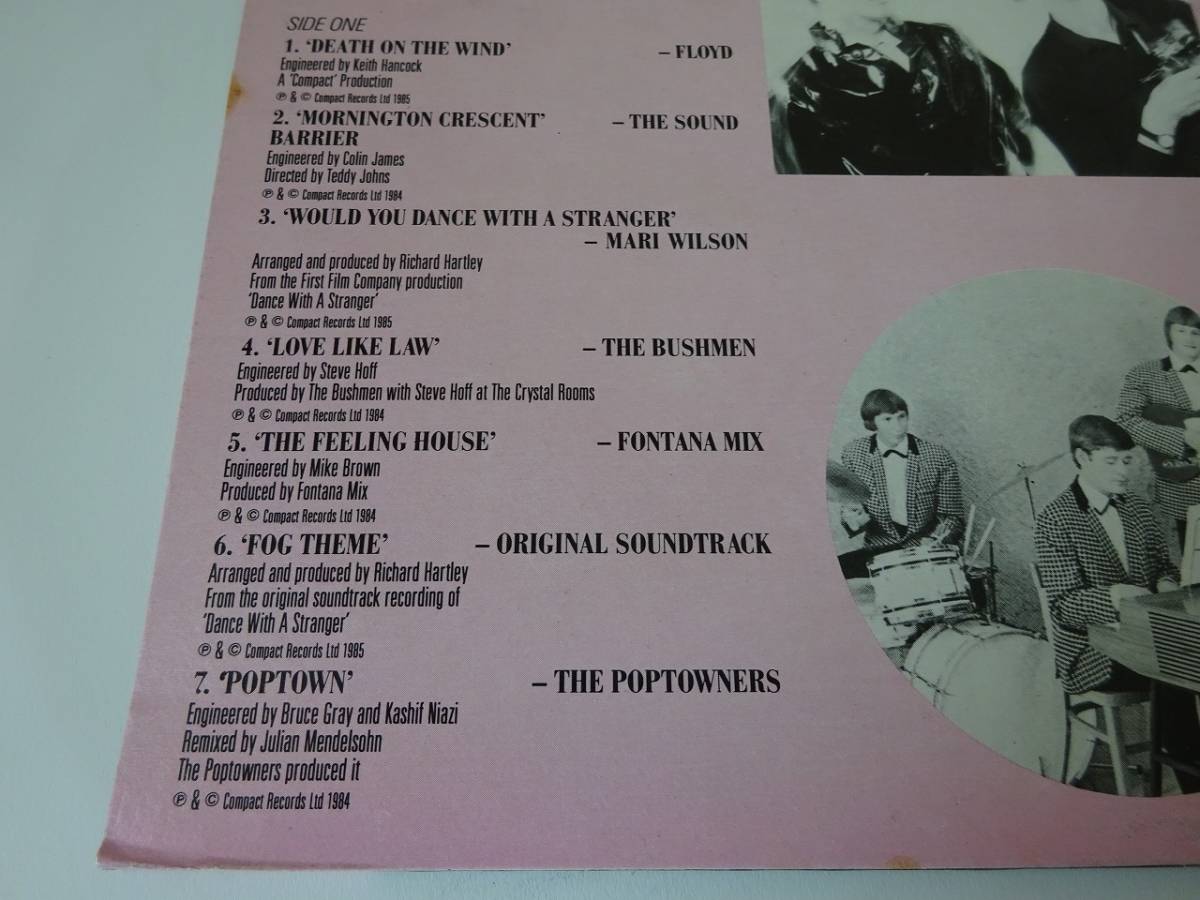 SIDE ONE
1. ‘DEATH ON THE WIND’ – FLOYD
Engineered by Keith Hancock
A ‘Compact’ Production
℗ & © Compact Records Ltd 1985
2. ‘MORNINGTON CRESCENT’ – THE SOUND
BARRIER
Engineered by Colin James
Directed by Teddy Johns
℗ & © Compact Records Ltd 1984
3. ‘WOULD YOU DANCE WITH A STRANGER’
– MARI WILSON
Arranged and produced by Richard Hartley
From the First Film Company production
‘Dance With A Stranger’
℗ & © Compact Records Ltd 1985
4. ‘LOVE LIKE LAW’ – THE BUSHMEN
Engineered by Steve Hoff
Produced by The Bushmen with Steve Hoff at The Crystal Rooms
℗ & © Compact Records Ltd 1984
5. ‘THE FEELING HOUSE’ – FONTANA MIX
Engineered by Mike Brown
Produced by Fontana Mix
℗ & © Compact Records Ltd 1984
6. ‘FOG THEME’ – ORIGINAL SOUNDTRACK
Arranged and produced by Richard Hartley
From the original soundtrack recording of
‘Dance With A Stranger’
℗ & © Compact Records Ltd 1985
7. ‘POPTOWN’ – THE POPTOWNERS
Engineered by Bruce Gray and Kashif Niazi
Remixed by Julian Mendelsohn
The Poptowners produced it
℗ & © Compact Records Ltd 1984